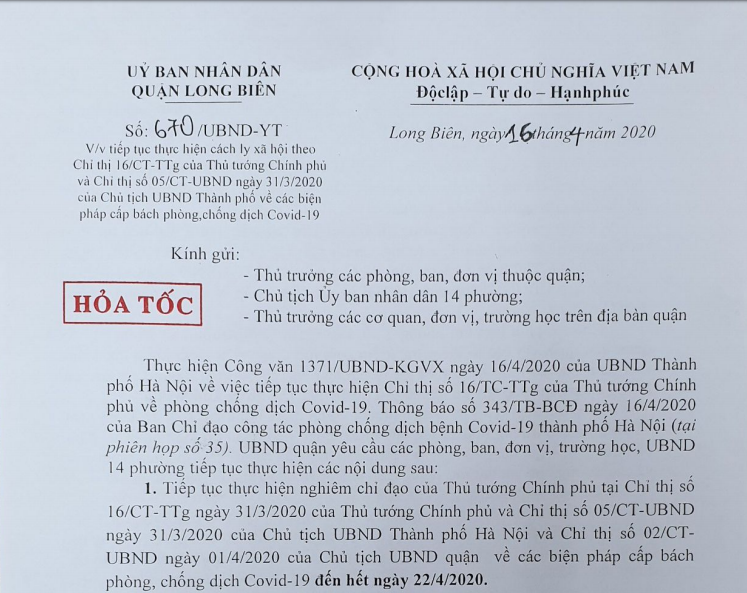 UỶ BAN NHÂN DÂN
QUẬN LONG BIÊN
CỘNG HOÀ XÃ HỘI CHỦ NGHĨA VIỆT NAM
Độclập – Tự do – Hạnhphúc
Số: 670/UBND-YT
Long Biên, ngày16tháng4năm 2020
V/v tiếp tục thực hiện cách ly xã hội theo
Chỉ thị 16/CT-TTg của Thủ tướng Chính phủ
và Chỉ thị số 05/CT-UBND ngày 31/3/2020
của Chủ tịch UBND Thành phố về các biện
pháp cấp bách phòng,chống dịch Covid-19
Kính gửi:
- Thủ trưởng các phòng, ban, đơn vị thuộc quận;
- Chủ tịch Ủy ban nhân dân 14 phường;
- Thủ trưởng các cơ quan, đơn vị, trường học trên địa bàn quận
HỎA TỐC
Thực hiện Công văn 1371/UBND-KGVX ngày 16/4/2020 của UBND Thành
phố Hà Nội về việc tiếp tục thực hiện Chỉ thị số 16/TC-TTg của Thủ tướng Chính
phủ về phòng chống dịch Covid-19. Thông báo số 343/TB-BCĐ ngày 16/4/2020
của Ban Chỉ đạo công tác phòng chống dịch bệnh Covid-19 thành phố Hà Nội (tại
phiên họp số 35). UBND quận yêu cầu các phòng, ban, đơn vị, trường học, UBND
14 phường tiếp tục thực hiện các nội dung sau:
1. Tiếp tục thực hiện nghiêm chỉ đạo của Thủ tướng Chính phủ tại Chỉ thị số
16/CT-TTg ngày 31/3/2020 của Thủ tướng Chính phủ và Chỉ thị số 05/CT-UBND
ngày 31/3/2020 của Chủ tịch UBND Thành phố Hà Nội và Chỉ thị số 02/CT-
UBND ngày 01/4/2020 của Chủ tịch UBND quận về các biện pháp cấp bách
phòng, chống dịch Covid-19 đến hết ngày 22/4/2020.